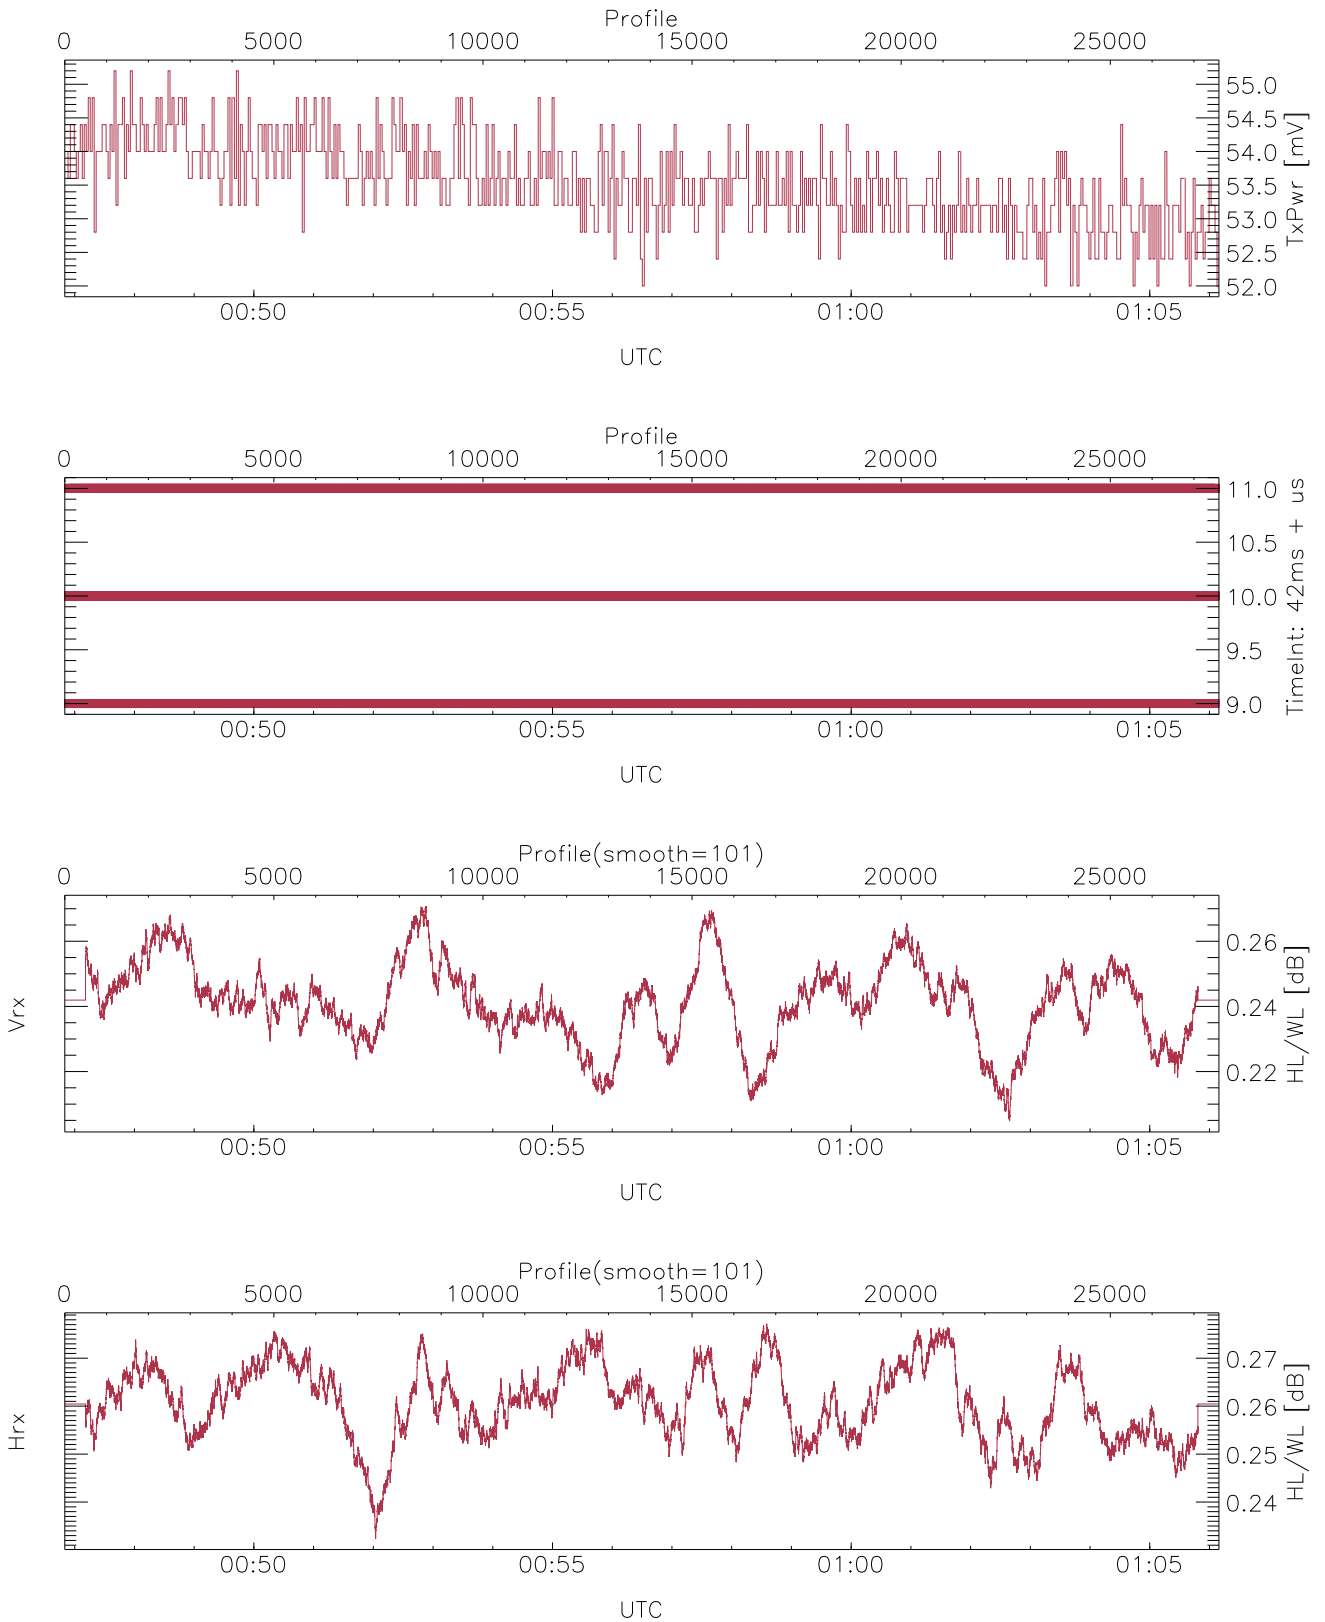 Profile
0 5000 10000 15000 20000 25000
55.0
54.5
54.0
53.5
53.0
52.5
52.0
TxPwr [mV]
00:50 00:55 01:00 01:05
UTC
Profile
0 5000 10000 15000 20000 25000
11.0
10.5
10.0
9.5
9.0
TimeInt: 42ms + us
00:50 00:55 01:00 01:05
UTC
Profile(smooth=101)
0 5000 10000 15000 20000 25000
Vrx
0.26
0.24
0.22
HL/WL [dB]
00:50 00:55 01:00 01:05
UTC
Profile(smooth=101)
0 5000 10000 15000 20000 25000
Hrx
0.27
0.26
0.25
0.24
HL/WL [dB]
00:50 00:55 01:00 01:05
UTC